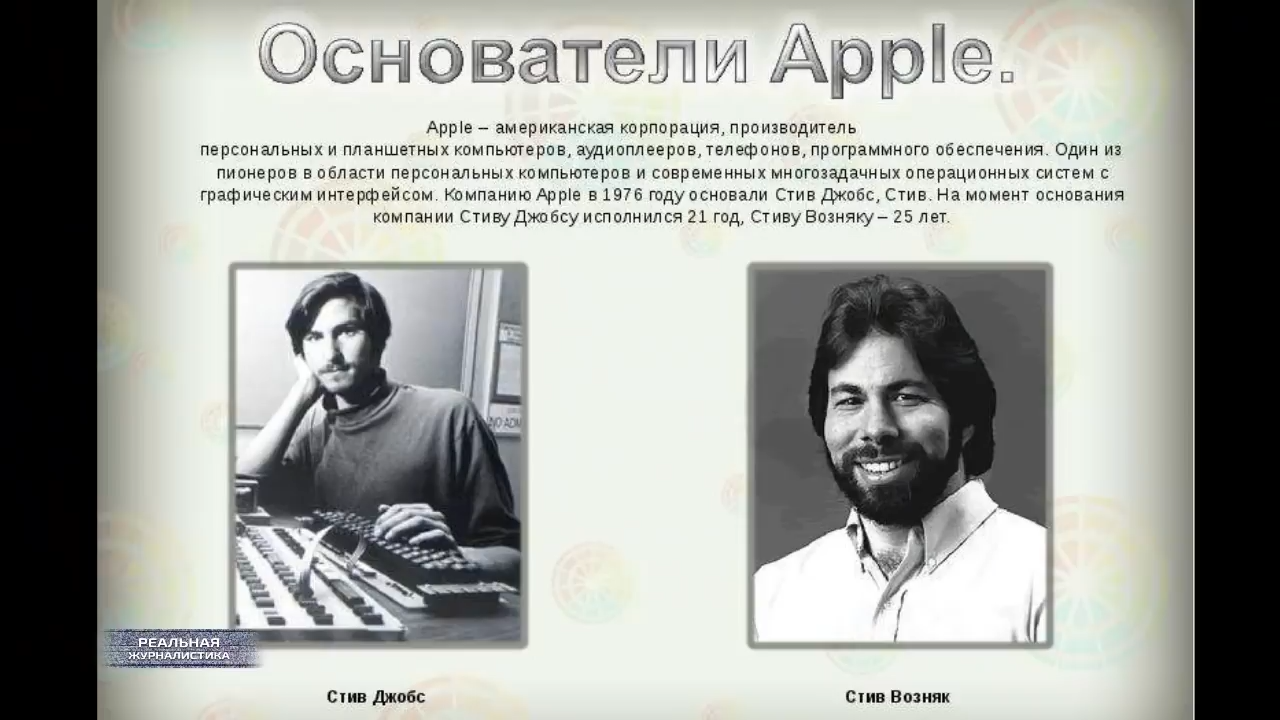 Основатели Apple.
Apple – американская корпорация, производитель
персональных и планшетных компьютеров, аудиоплееров, телефонов, программного обеспечения. Один из
пионеров в области персональных компьютеров и современных многозадачных операционных систем с
графическим интерфейсом. Компанию Apple в 1976 году основали Стив Джобс, Стив. На момент основания
компании Стиву Джобсу исполнился 21 год, Стиву Возняку – 25 лет.
РЕАЛЬНАЯ
ЖУРНАЛИСТИКА
Стив Джобс
Стив Возняк